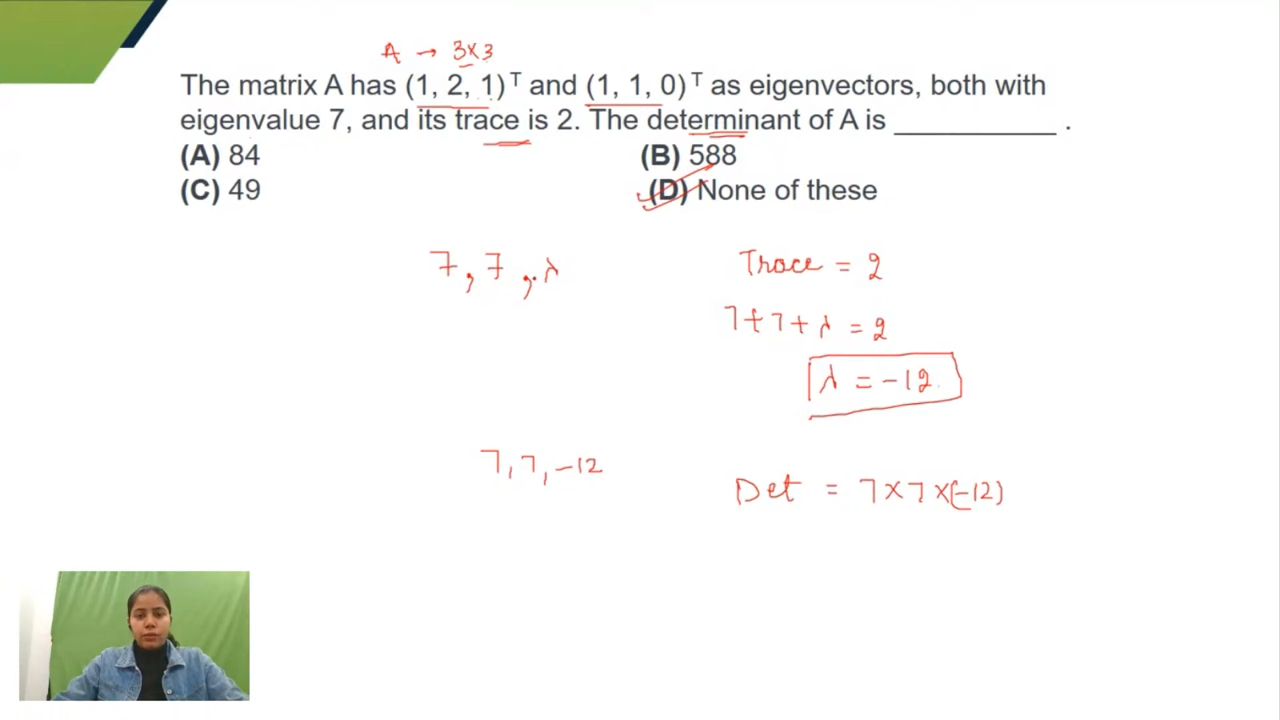 A → 3×3
The matrix A has (1, 2, 1)ᵀ and (1, 1, 0)ᵀ as eigenvectors, both with
eigenvalue 7, and its trace is 2. The determinant of A is __________ .
(A) 84 (B) 588
(C) 49 (D) None of these
7, 7, λ
Trace = 2
7+7+λ = 2
λ = -12
7, 7, -12
Det = 7×7×(-12)